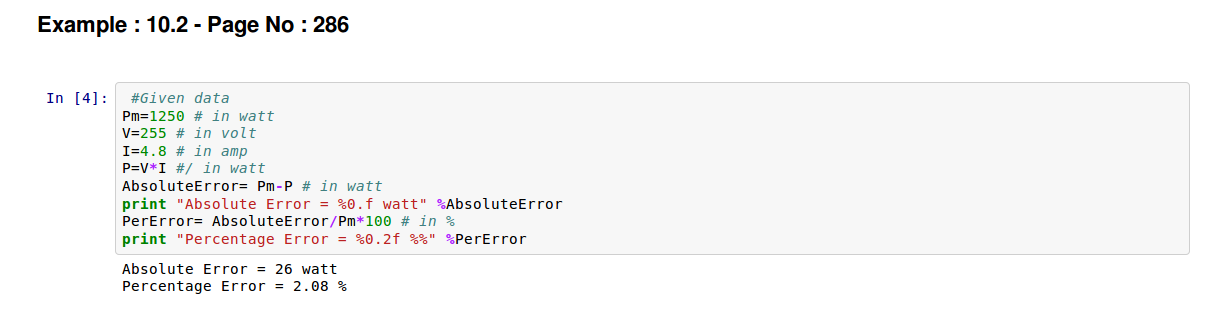 Example : 10.2 - Page No : 286
In [4]: #Given data
Pm=1250 # in watt
V=255 # in volt
I=4.8 # in amp
P=V*I #/ in watt
AbsoluteError= Pm-P # in watt
print "Absolute Error = %0.f watt" %AbsoluteError
PerError= AbsoluteError/Pm*100 # in %
print "Percentage Error = %0.2f %%" %PerError
Absolute Error = 26 watt
Percentage Error = 2.08 %